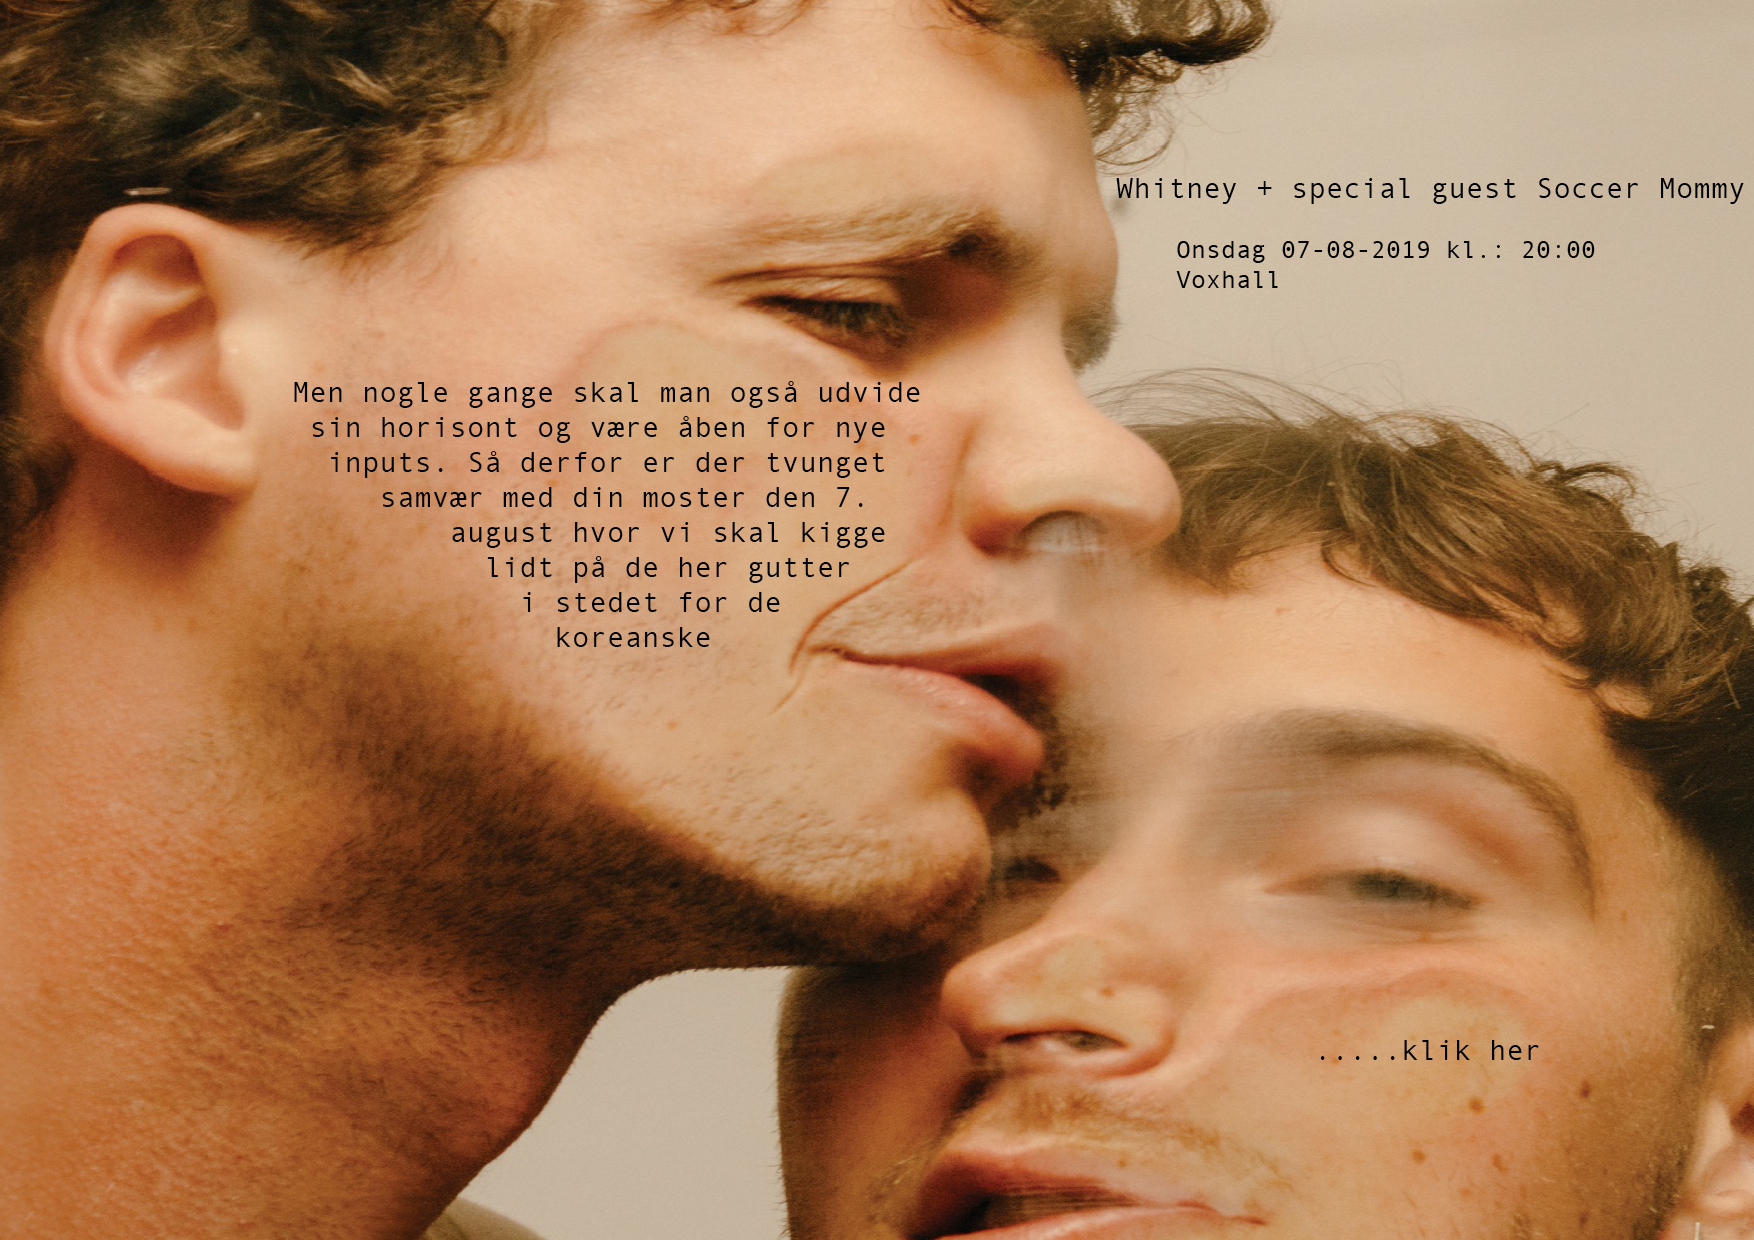 Whitney + special guest Soccer Mommy
Onsdag 07-08-2019 kl.: 20:00
Voxhall
Men nogle gange skal man også udvide
sin horisont og være åben for nye
inputs. Så derfor er der tvunget
samvær med din moster den 7.
august hvor vi skal kigge
lidt på de her gutter
i stedet for de
koreanske
.....klik her